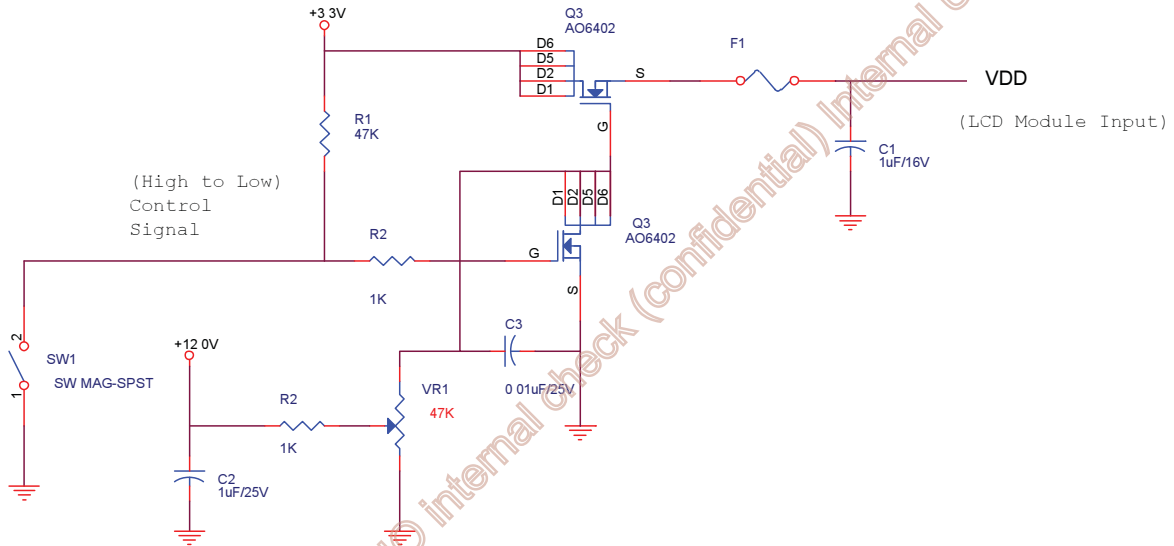 +3 3V
Q3
AO6402
D6
D5
D2
D1
S
G
F1
VDD
(LCD Module Input)
R1
47K
C1
1uF/16V
(High to Low)
Control
Signal
D1
D2
D5
D6
Q3
AO6402
R2
1K
G
S
2
1
SW1
SW MAG-SPST
+12 0V
C3
0 01uF/25V
VR1
47K
R2
1K
C2
1uF/25V
internal check (confidential) Internal